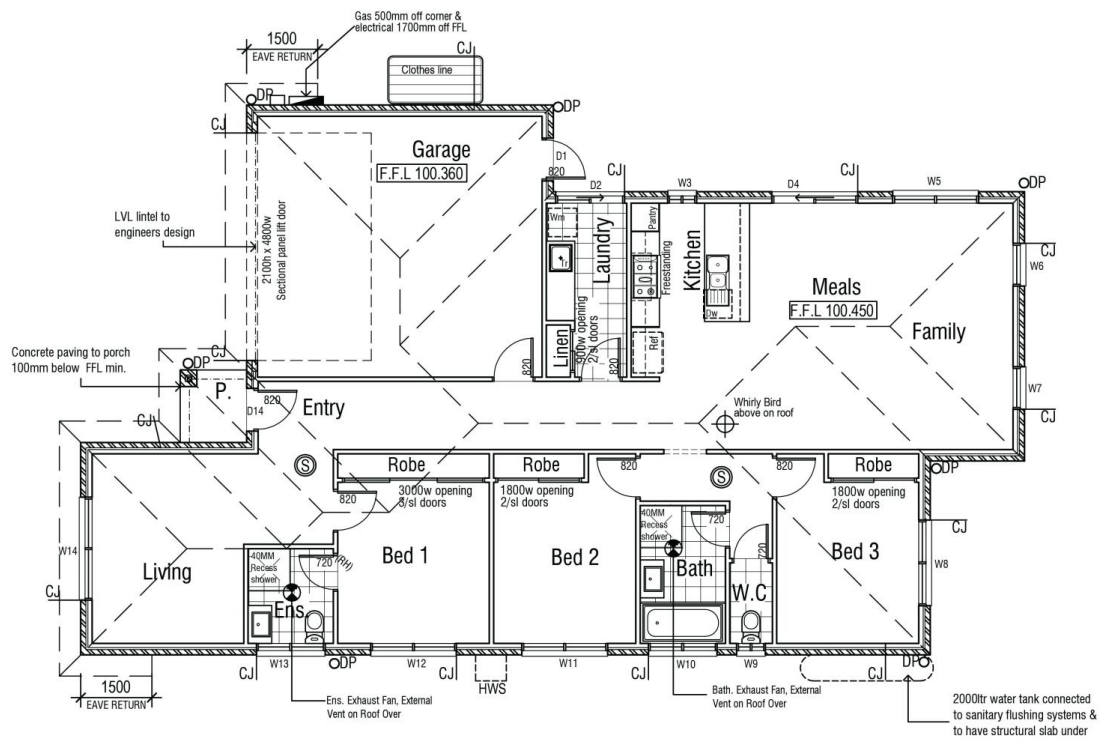 Gas 500mm off corner &
electrical 1700mm off FFL
1500
EAVE RETURN
CJ
Clothes line
DP
DP
CJ
Garage
F.F.L 100.360
D1
820
CJ
D2
W3
D4
CJ
W5
DP
LVL lintel to
engineers design
2100h x 4800w
Sectional panel lift door
Wm
Tr
Laundry
Pantry
Freestanding
Kitchen
Dw
Ref
CJ
W6
Meals
F.F.L 100.450
Family
Linen
900w opening
2/sl doors
820
820
CJ
Concrete paving to porch
100mm below FFL min.
DP
P.
820
D14
Entry
Whirly Bird
above on roof
W7
CJ
CJ
S
Robe
Robe
820
S
820
Robe
DP
820
3000w opening
3/sl doors
1800w opening
2/sl doors
1800w opening
2/sl doors
40MM
Recess
shower
720
CJ
W14
Living
40MM
Recess
shower
720
(RH)
Bed 1
Bed 2
Bath
720
W.C
Bed 3
W8
CJ
Ens.
CJ
W13
DP
W12
CJ
HWS
W11
CJ
W10
W9
CJ
DP
1500
EAVE RETURN
Ens. Exhaust Fan, External
Vent on Roof Over
Bath. Exhaust Fan, External
Vent on Roof Over
2000ltr water tank connected
to sanitary flushing systems &
to have structural slab under